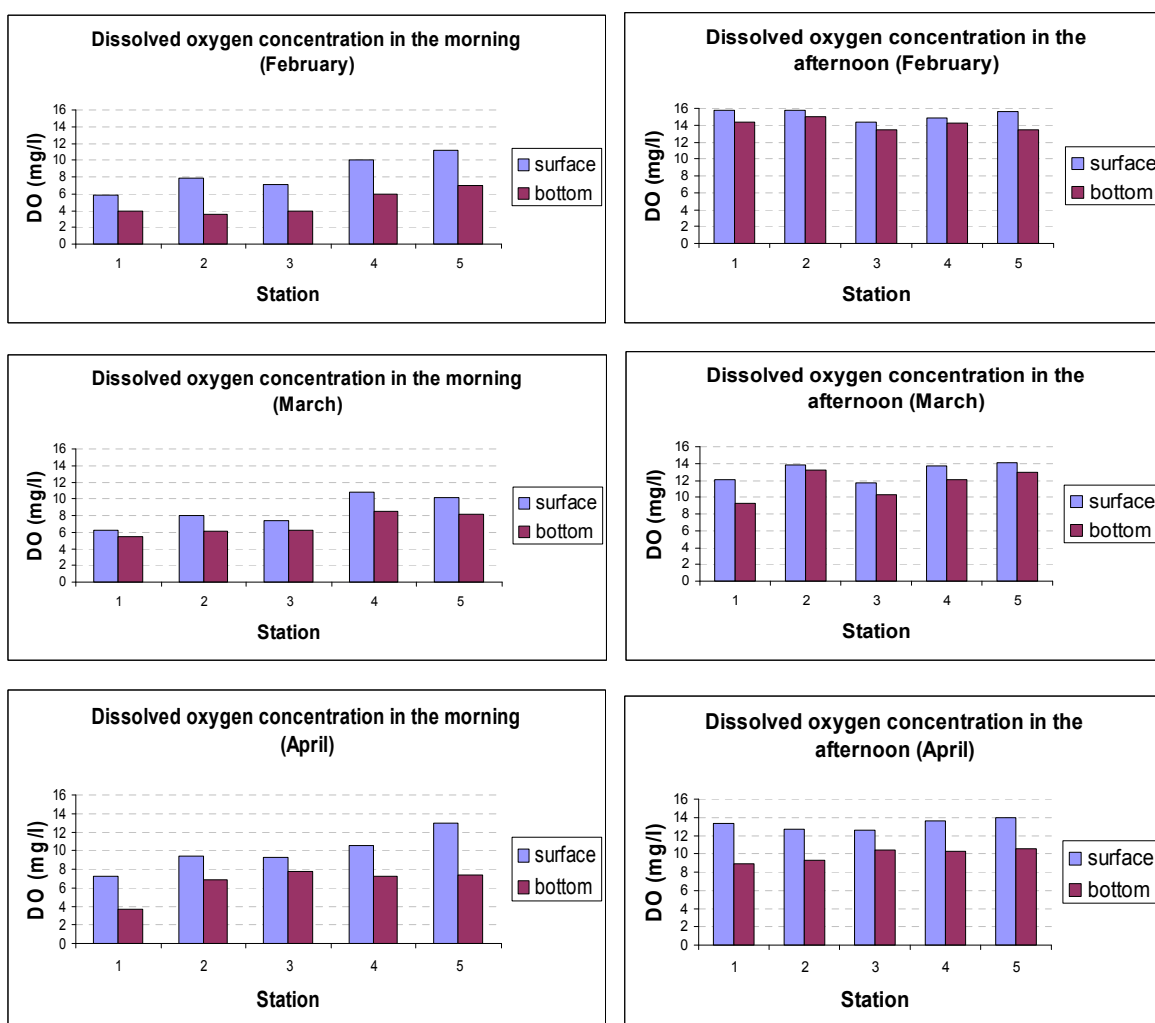 Dissolved oxygen concentration in the morning
(February)
16
14
12
10
8
6
4
2
0
DO (mg/l)
1 2 3 4 5
Station
surface
bottom
Dissolved oxygen concentration in the
afternoon (February)
16
14
12
10
8
6
4
2
0
DO (mg/l)
1 2 3 4 5
Station
surface
bottom
Dissolved oxygen concentration in the morning
(March)
16
14
12
10
8
6
4
2
0
DO (mg/l)
1 2 3 4 5
Station
surface
bottom
Dissolved oxygen concentration in the
afternoon (March)
16
14
12
10
8
6
4
2
0
DO (mg/l)
1 2 3 4 5
Station
surface
bottom
Dissolved oxygen concentration in the morning
(April)
16
14
12
10
8
6
4
2
0
DO (mg/l)
1 2 3 4 5
Station
surface
bottom
Dissolved oxygen concentration in the
afternoon (April)
16
14
12
10
8
6
4
2
0
DO (mg/l)
1 2 3 4 5
Station
surface
bottom